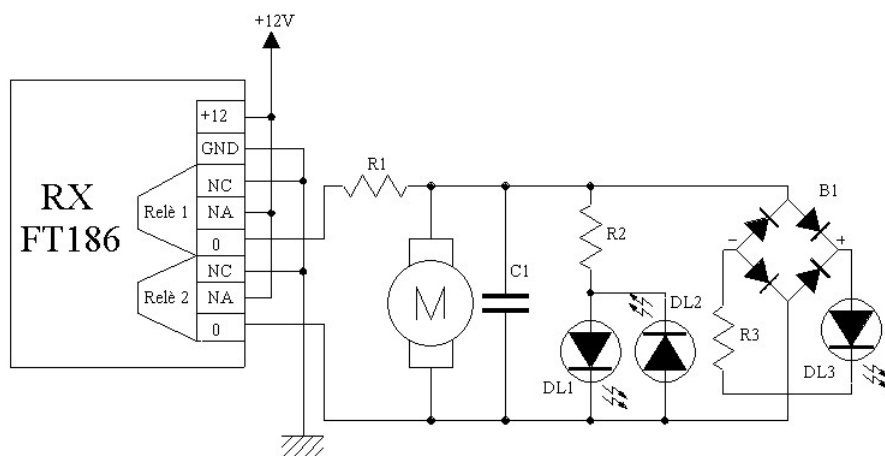 +12V
+12
GND
NC
NA
0
Relè 1
RX
FT186
NC
NA
0
Relè 2
R1
M
C1
R2
DL1
DL2
B1
−
+
R3
DL3